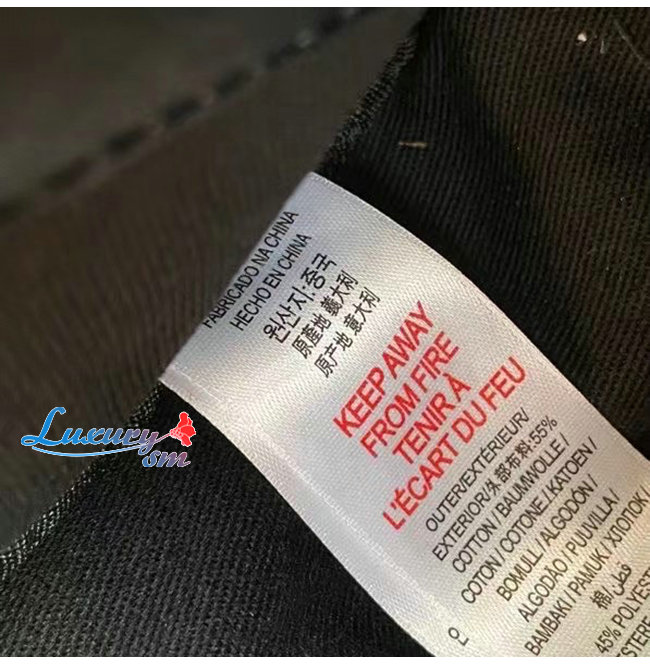 FABRICADO NA CHINA
HECHO EN CHINA
원산지:중국
原產地 義大利
原产地 意大利
KEEP AWAY
FROM FIRE
TENIR À
L'ÉCART DU FEU
OUTER/EXTÉRIEUR/
EXTERIOR/外部布料:55%
COTTON / BAUMWOLLE /
COTON / COTONE / KATOEN /
BOMULL / ALGODÓN /
ALGODÃO / PUUVILLA /
BAMBAKI / PAMUK / ХЛОПОК /
棉 / قطن
45% POLYEST
Luxury
sm